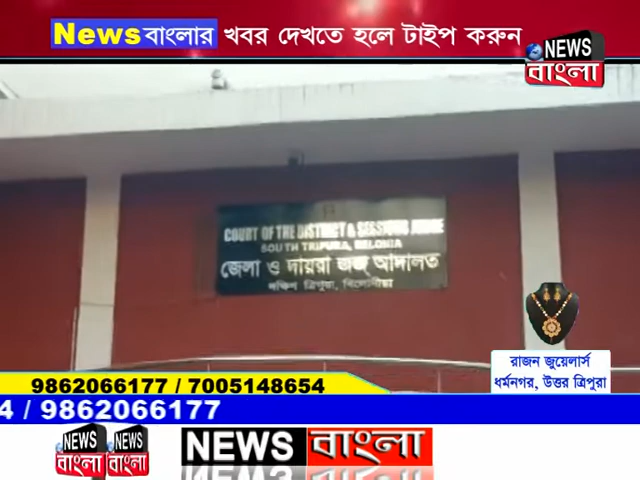 News বাংলার খবর দেখতে হলে টাইপ করুন
NEWS
বাংলা
COURT OF THE DISTRICT & SESSIONS JUDGE
SOUTH TRIPURA, BELONIA
জেলা ও দায়রা জজ্ আদালত
দক্ষিণ ত্রিপুরা, বিলোনীয়া
রাজন জুয়েলার্স
ধর্মনগর, উত্তর ত্রিপুরা
9862066177 / 7005148654
4 / 9862066177
NEWS
বাংলা
NEWS
বাংলা
NEWS বাংলা